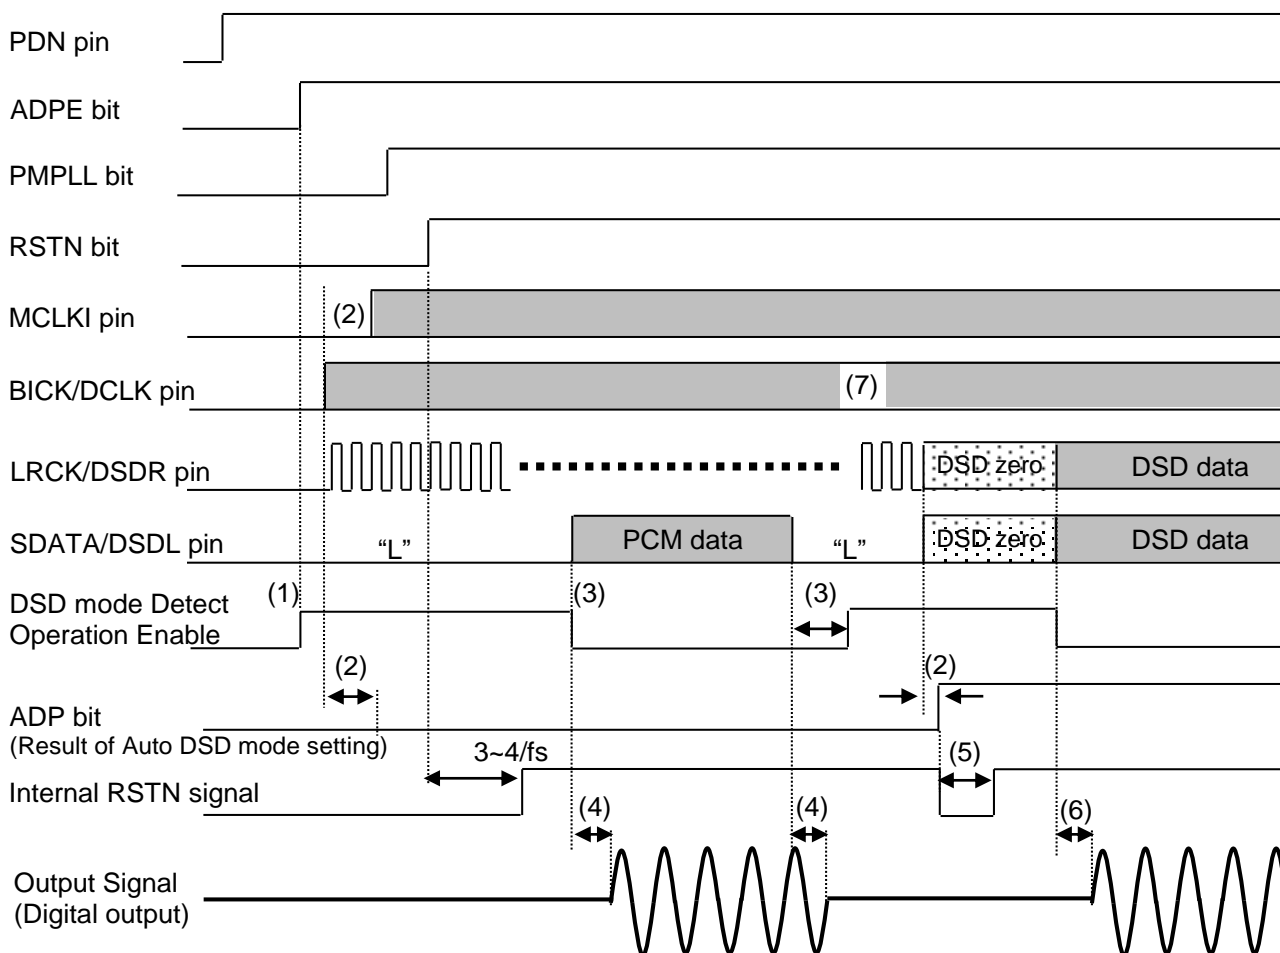 PDN pin
ADPE bit
PMPLL bit
RSTN bit
MCLKI pin
(2)
BICK/DCLK pin
(7)
LRCK/DSDR pin
DSD zero
DSD data
SDATA/DSDL pin
“L”
PCM data
“L”
DSD zero
DSD data
DSD mode Detect
Operation Enable
(1)
(3)
(3)
(2)
(2)
ADP bit
(Result of Auto DSD mode setting)
3~4/fs
(5)
Internal RSTN signal
(4)
(4)
(6)
Output Signal
(Digital output)